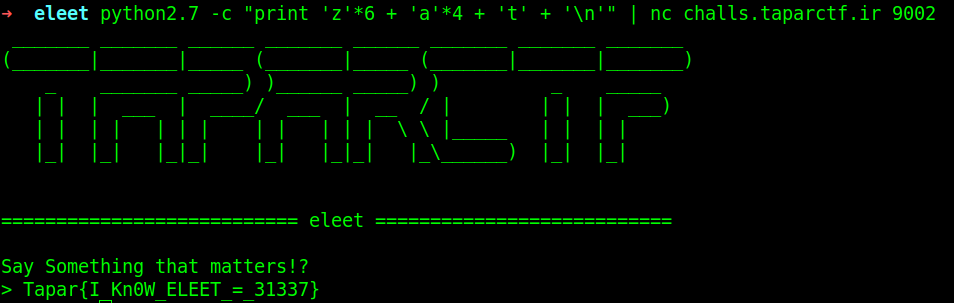 → eleet python2.7 -c "print 'z'*6 + 'a'*4 + 't' + '\n'" | nc challs.taparctf.ir 9002
TAPARCTF
=========================== eleet ===========================
Say Something that matters!?
> Tapar{I_Kn0W_ELEET_=_31337}